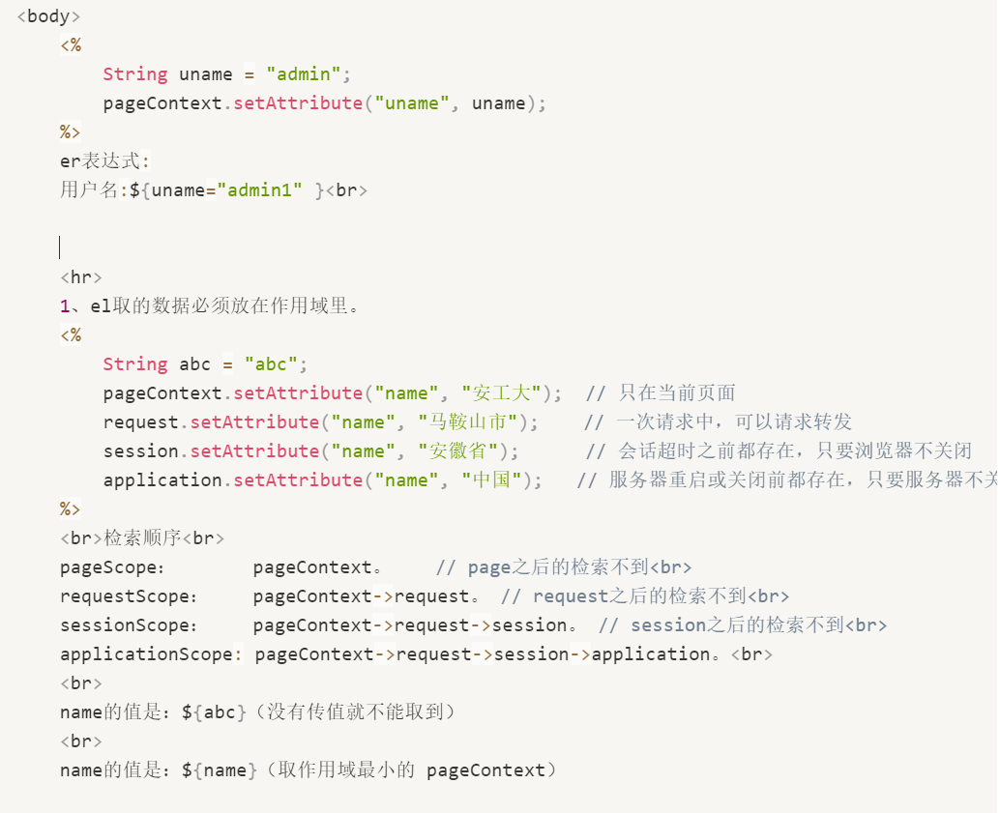 <body>
<%
String uname = "admin";
pageContext.setAttribute("uname", uname);
%>
er表达式:
用户名:${uname="admin1" }<br>
<hr>
1、el取的数据必须放在作用域里。
<%
String abc = "abc";
pageContext.setAttribute("name", "安工大");  // 只在当前页面
request.setAttribute("name", "马鞍山市");    // 一次请求中，可以请求转发
session.setAttribute("name", "安徽省");      // 会话超时之前都存在，只要浏览器不关闭
application.setAttribute("name", "中国");   // 服务器重启或关闭前都存在，只要服务器不关
%>
<br>检索顺序<br>
pageScope：       pageContext。    // page之后的检索不到<br>
requestScope：    pageContext->request。 // request之后的检索不到<br>
sessionScope：    pageContext->request->session。 // session之后的检索不到<br>
applicationScope: pageContext->request->session->application。<br>
<br>
name的值是：${abc}（没有传值就不能取到）
<br>
name的值是：${name}（取作用域最小的 pageContext）